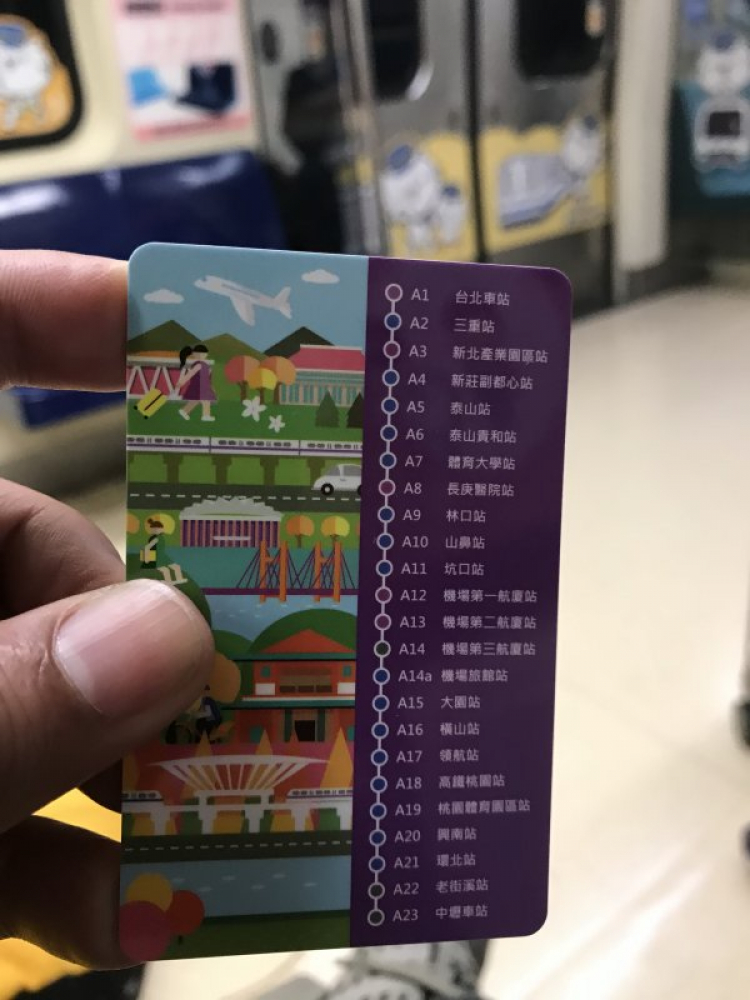 A1 台北車站
A2 三重站
A3 新北產業園區站
A4 新莊副都心站
A5 泰山站
A6 泰山貴和站
A7 體育大學站
A8 長庚醫院站
A9 林口站
A10 山鼻站
A11 坑口站
A12 機場第一航廈站
A13 機場第二航廈站
A14 機場第三航廈站
A14a 機場旅館站
A15 大園站
A16 橫山站
A17 領航站
A18 高鐵桃園站
A19 桃園體育園區站
A20 興南站
A21 環北站
A22 老街溪站
A23 中壢車站